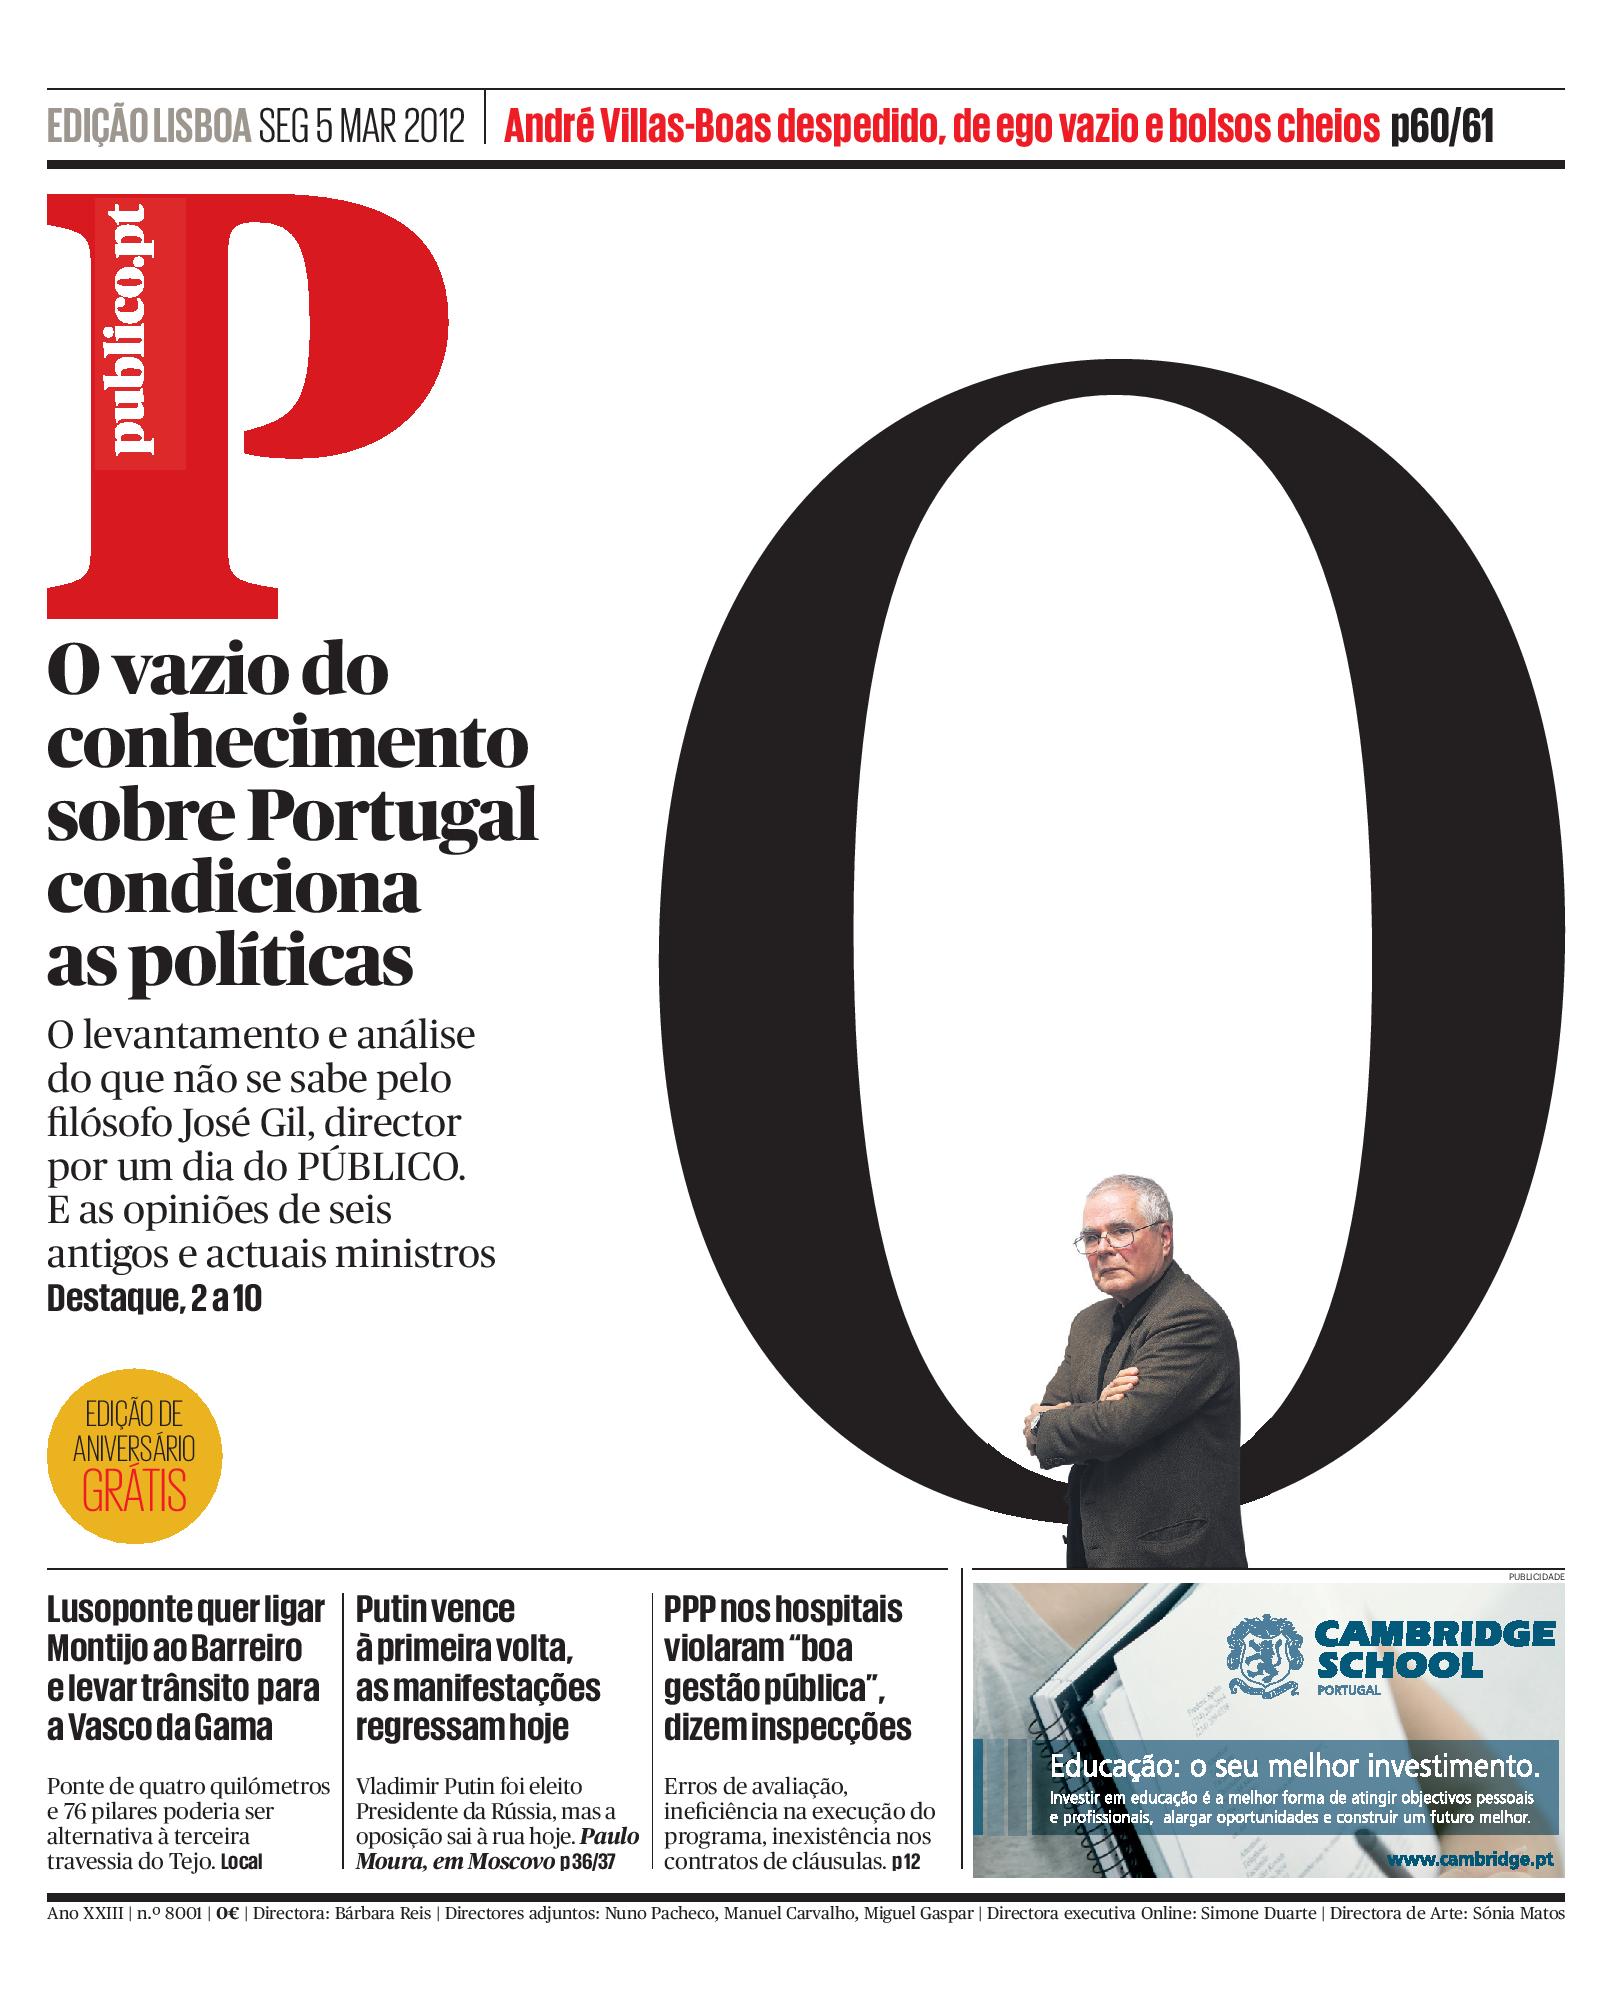 EDIÇÃO LISBOA SEG 5 MAR 2012
André Villas-Boas despedido, de ego vazio e bolsos cheios p60/61
P
publico.pt
O vazio do
conhecimento
sobre Portugal
condiciona
as políticas
O levantamento e análise
do que não se sabe pelo
filósofo José Gil, director
por um dia do PÚBLICO.
E as opiniões de seis
antigos e actuais ministros
Destaque, 2 a 10
O
EDIÇÃO DE
ANIVERSÁRIO
GRÁTIS
Lusoponte quer ligar
Montijo ao Barreiro
e levar trânsito para
a Vasco da Gama
Ponte de quatro quilómetros
e 76 pilares poderia ser
alternativa à terceira
travessia do Tejo. Local
Putin vence
à primeira volta,
as manifestações
regressam hoje
Vladimir Putin foi eleito
Presidente da Rússia, mas a
oposição sai à rua hoje. Paulo
Moura, em Moscovo p36/37
PPP nos hospitais
violaram “boa
gestão pública”,
dizem inspecções
Erros de avaliação,
ineficiência na execução do
programa, inexistência nos
contratos de cláusulas. p12
PUBLICIDADE
CAMBRIDGE
SCHOOL
PORTUGAL
Educação: o seu melhor investimento.
Investir em educação é a melhor forma de atingir objectivos pessoais
e profissionais, alargar oportunidades e construir um futuro melhor.
www.cambridge.pt
Ano XXIII | n.º 8001 | 0€ | Directora: Bárbara Reis | Directores adjuntos: Nuno Pacheco, Manuel Carvalho, Miguel Gaspar | Directora executiva Online: Simone Duarte | Directora de Arte: Sónia Matos